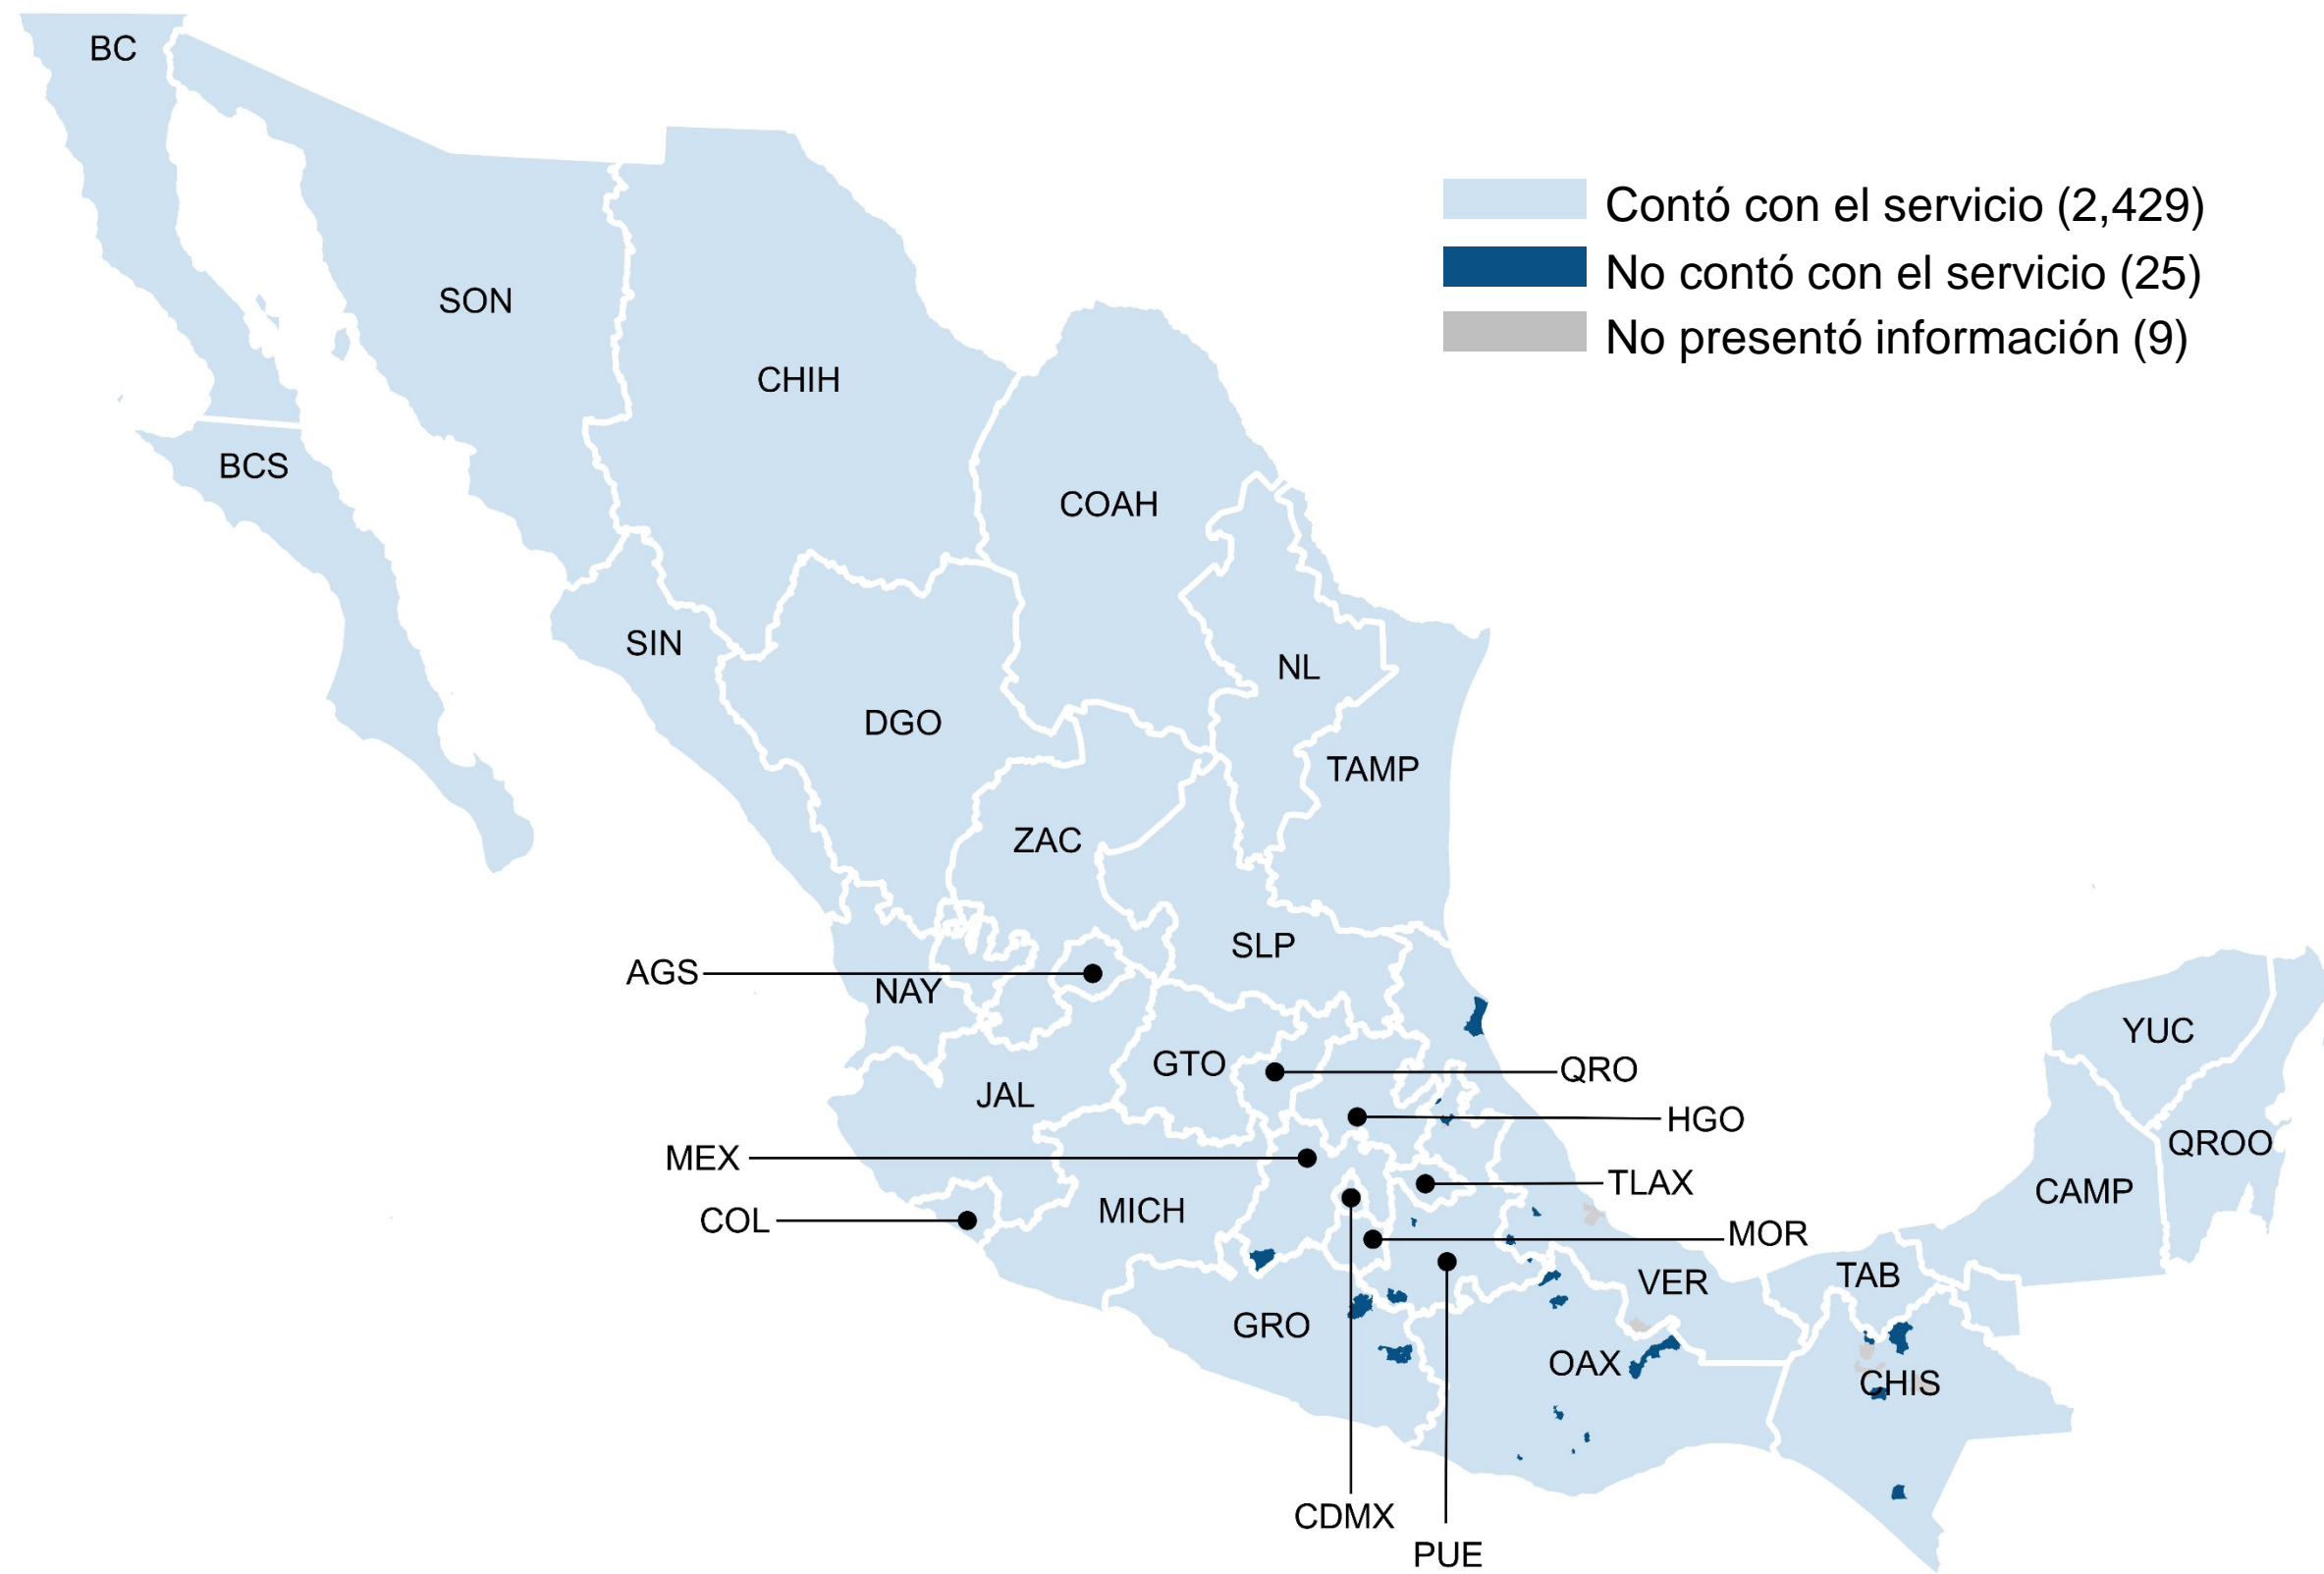 BC
SON
CHIH
Contó con el servicio (2,429)
No contó con el servicio (25)
No presentó información (9)
BCS
COAH
SIN
NL
DGO
TAMP
ZAC
SLP
AGS
NAY
YUC
GTO
QRO
JAL
HGO
QROO
MEX
TLAX
CAMP
MICH
COL
MOR
TAB
VER
GRO
OAX
CHIS
CDMX
PUE